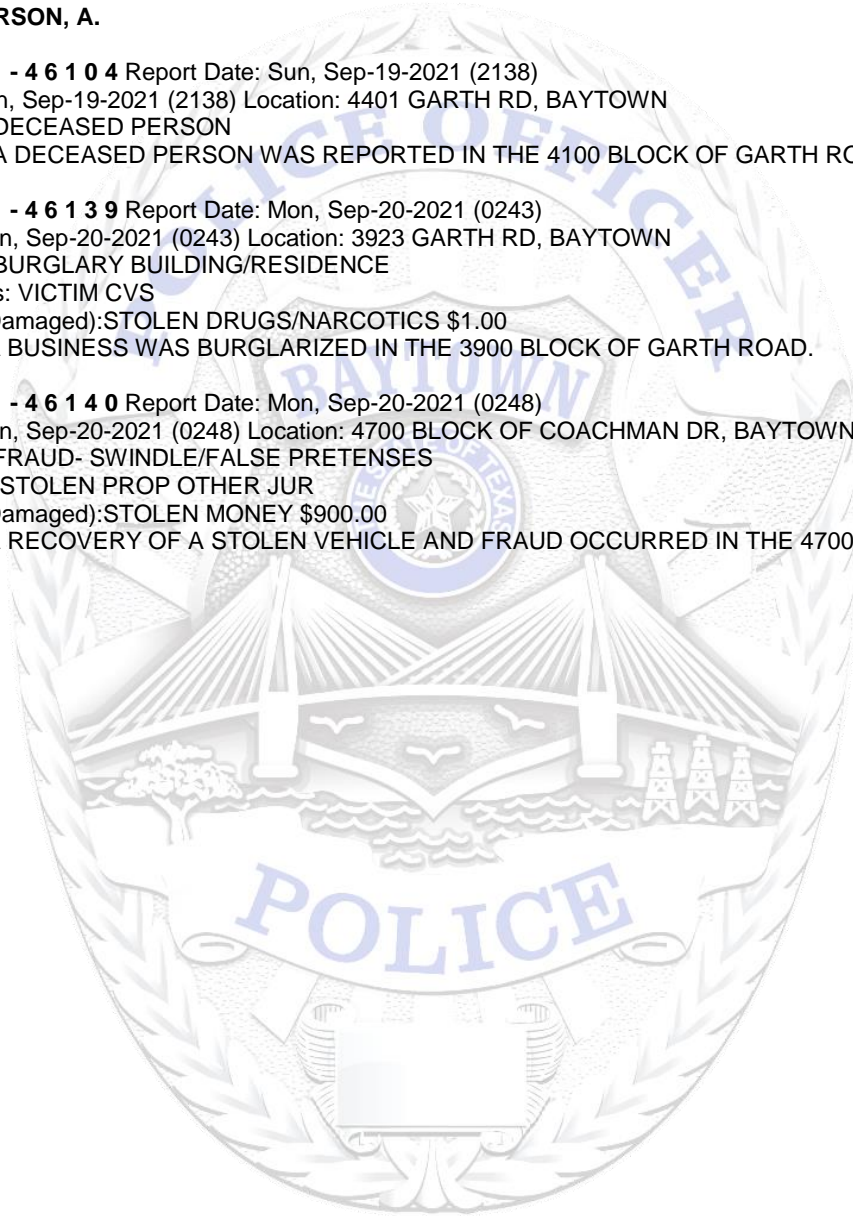 RSON, A.
- 4 6 1 0 4 Report Date: Sun, Sep-19-2021 (2138)
n, Sep-19-2021 (2138) Location: 4401 GARTH RD, BAYTOWN
DECEASED PERSON
A DECEASED PERSON WAS REPORTED IN THE 4100 BLOCK OF GARTH RO
- 4 6 1 3 9 Report Date: Mon, Sep-20-2021 (0243)
n, Sep-20-2021 (0243) Location: 3923 GARTH RD, BAYTOWN
BURGLARY BUILDING/RESIDENCE
s: VICTIM CVS
Damaged):STOLEN DRUGS/NARCOTICS $1.00
BUSINESS WAS BURGLARIZED IN THE 3900 BLOCK OF GARTH ROAD.
- 4 6 1 4 0 Report Date: Mon, Sep-20-2021 (0248)
n, Sep-20-2021 (0248) Location: 4700 BLOCK OF COACHMAN DR, BAYTOWN
FRAUD- SWINDLE/FALSE PRETENSES
STOLEN PROP OTHER JUR
Damaged):STOLEN MONEY $900.00
RECOVERY OF A STOLEN VEHICLE AND FRAUD OCCURRED IN THE 4700
POLICE OFFICER
BAYTOWN
THE STATE OF TEXAS
POLICE